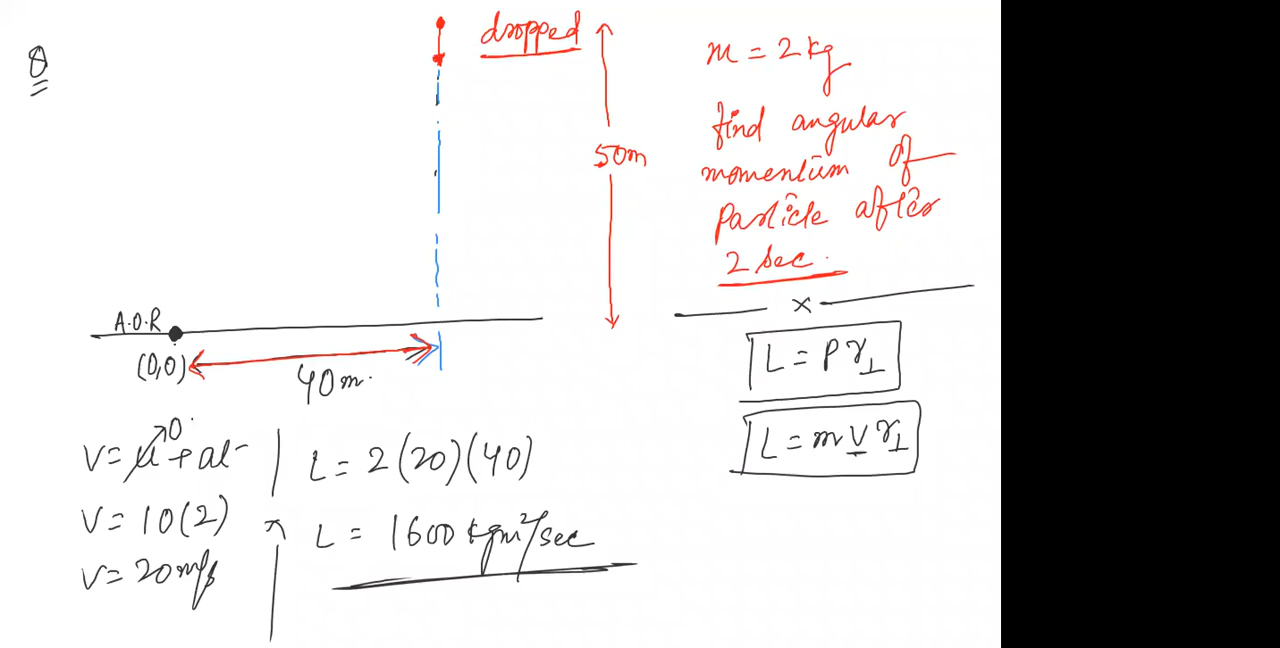 Q
dropped
50m
m = 2kg
find angular
momentum of
particle after
2 sec.
A.O.R
(0,0)
40m.
x
L = P r⊥
L = m V r⊥
V = u↗0 + at
V = 10(2)
V = 20m/s
L = 2(20)(40)
L = 1600 kgm²/sec